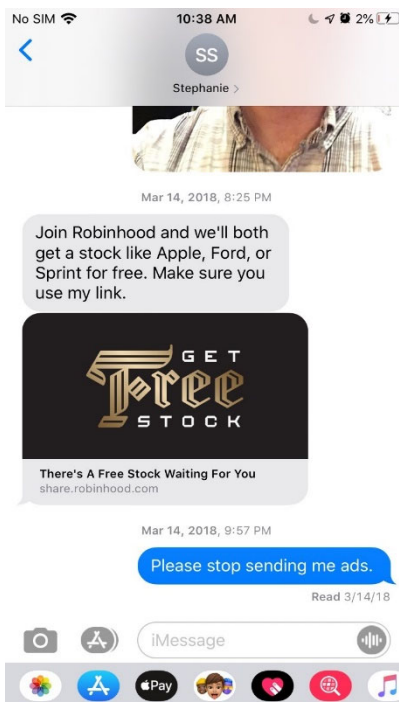 No SIM 10:38 AM 2%
SS
Stephanie >
Mar 14, 2018, 8:25 PM
Join Robinhood and we'll both
get a stock like Apple, Ford, or
Sprint for free. Make sure you
use my link.
GET
Free
STOCK
There's A Free Stock Waiting For You
share.robinhood.com
Mar 14, 2018, 9:57 PM
Please stop sending me ads.
Read 3/14/18
iMessage
Pay